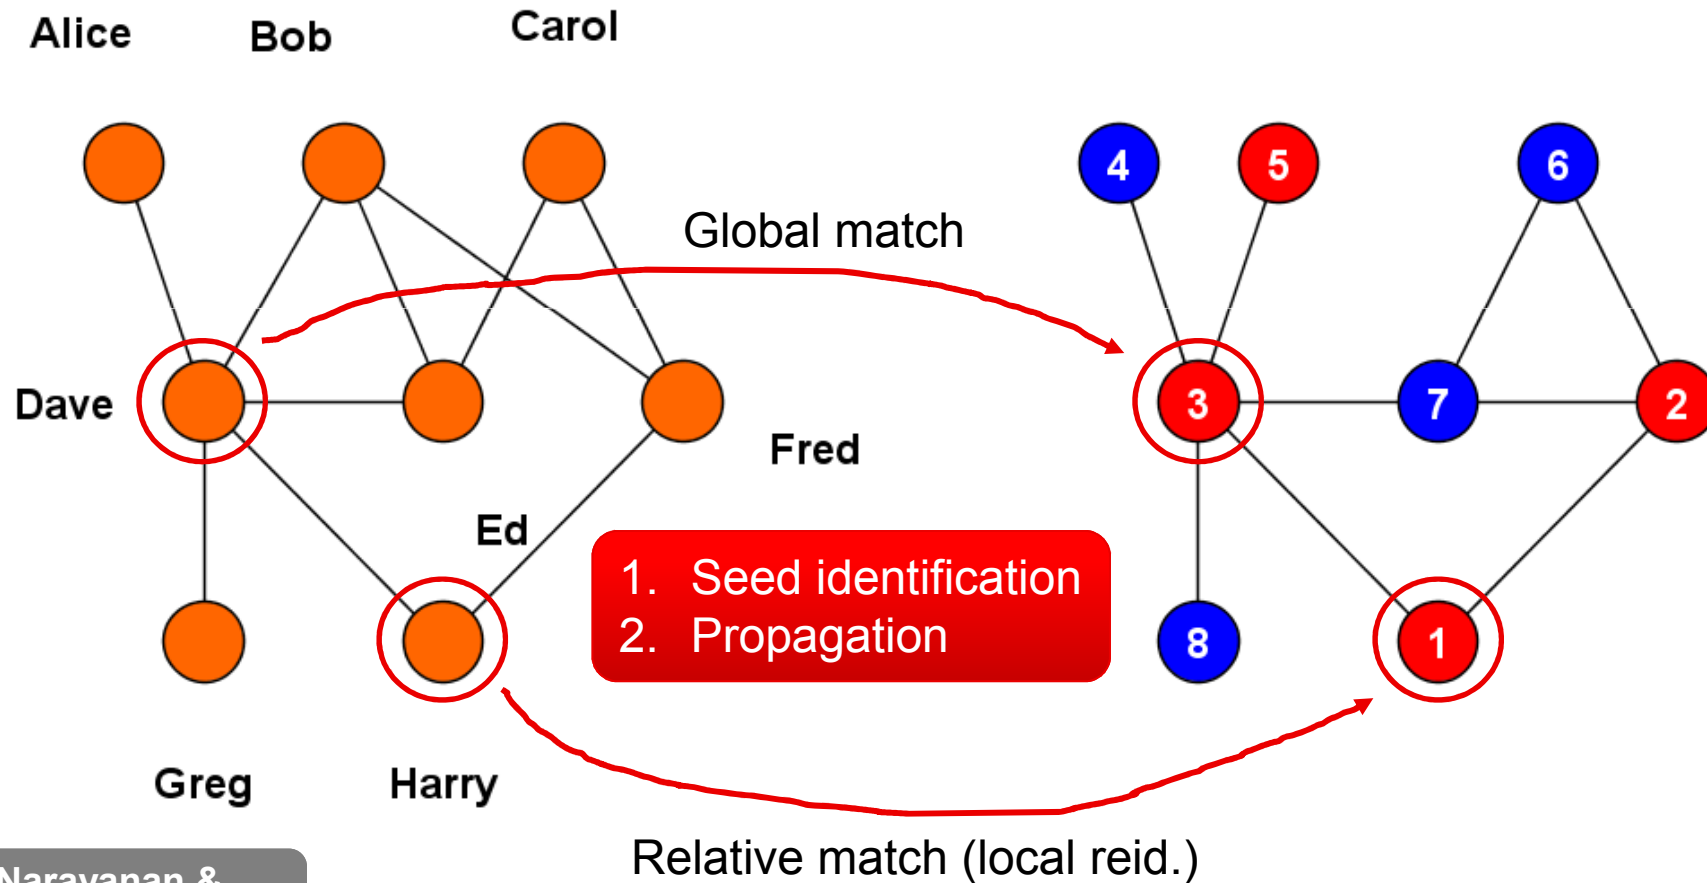 Alice
Bob
Carol
4
5
6
Global match
Dave
3
7
2
Fred
Ed
1. Seed identification
2. Propagation
8
1
Greg
Harry
Relative match (local reid.)
Narayanan &